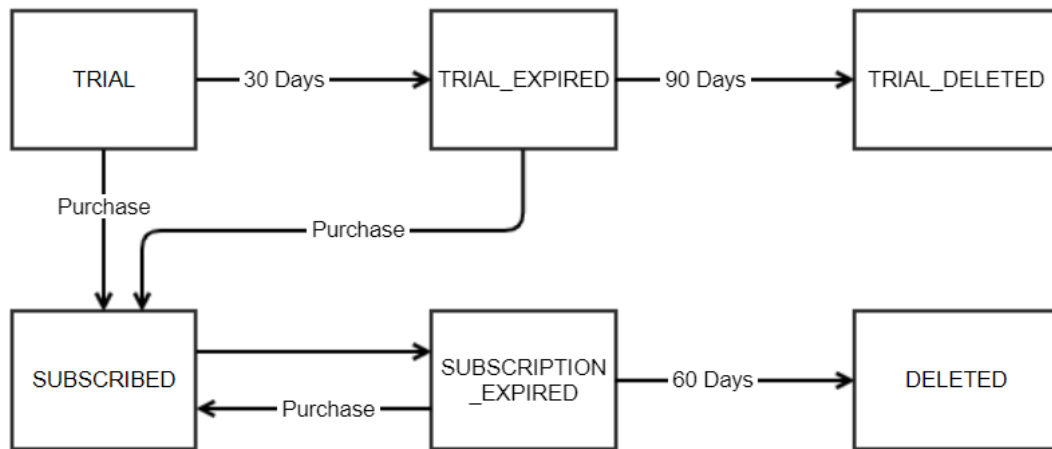 TRIAL
30 Days
TRIAL_EXPIRED
90 Days
TRIAL_DELETED
Purchase
Purchase
SUBSCRIBED
SUBSCRIPTION
_EXPIRED
60 Days
DELETED
Purchase